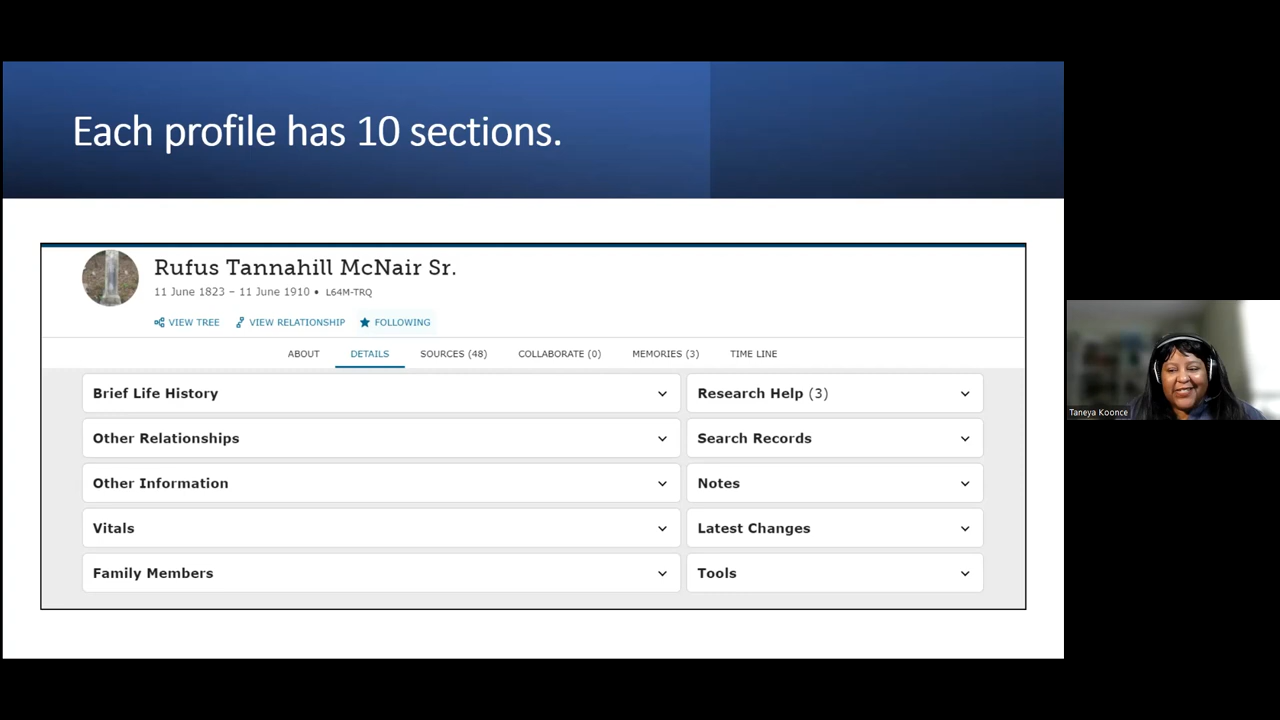 Each profile has 10 sections.
Rufus Tannahill McNair Sr.
11 June 1823 – 11 June 1910 • L64M-TRQ
VIEW TREE VIEW RELATIONSHIP FOLLOWING
ABOUT DETAILS SOURCES (48) COLLABORATE (0) MEMORIES (3) TIME LINE
Brief Life History
Research Help (3)
Other Relationships
Search Records
Other Information
Notes
Vitals
Latest Changes
Family Members
Tools
Taneya Koonce